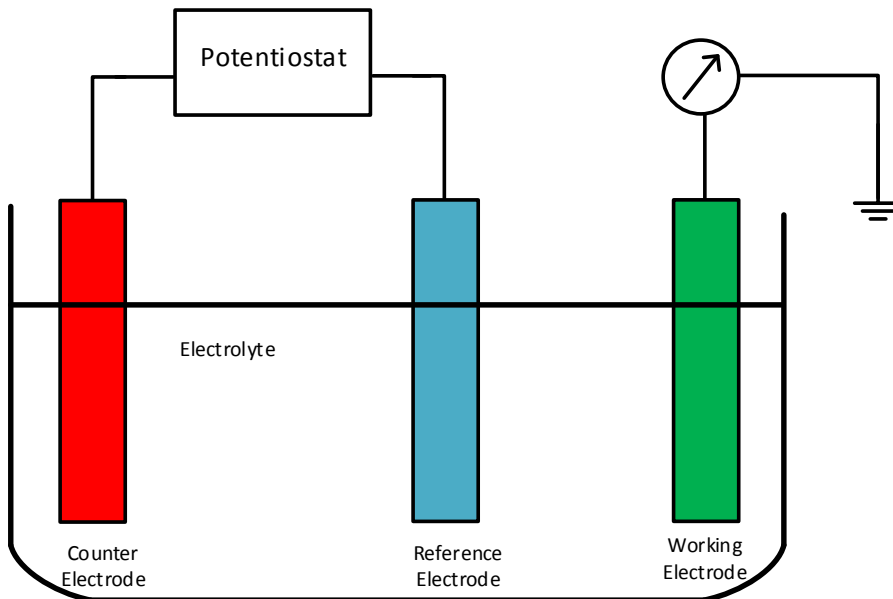 Potentiostat
Electrolyte
Counter
Electrode
Reference
Electrode
Working
Electrode